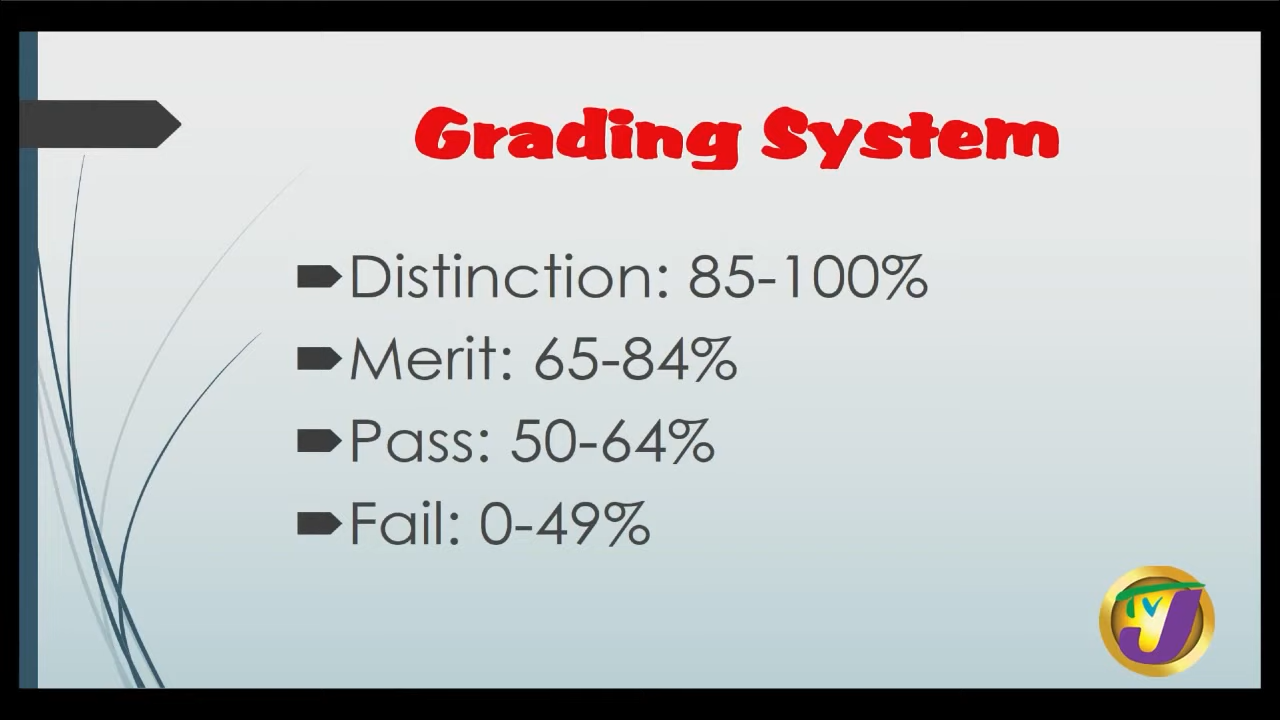 Grading System
Distinction: 85-100%
Merit: 65-84%
Pass: 50-64%
Fail: 0-49%
TVJ